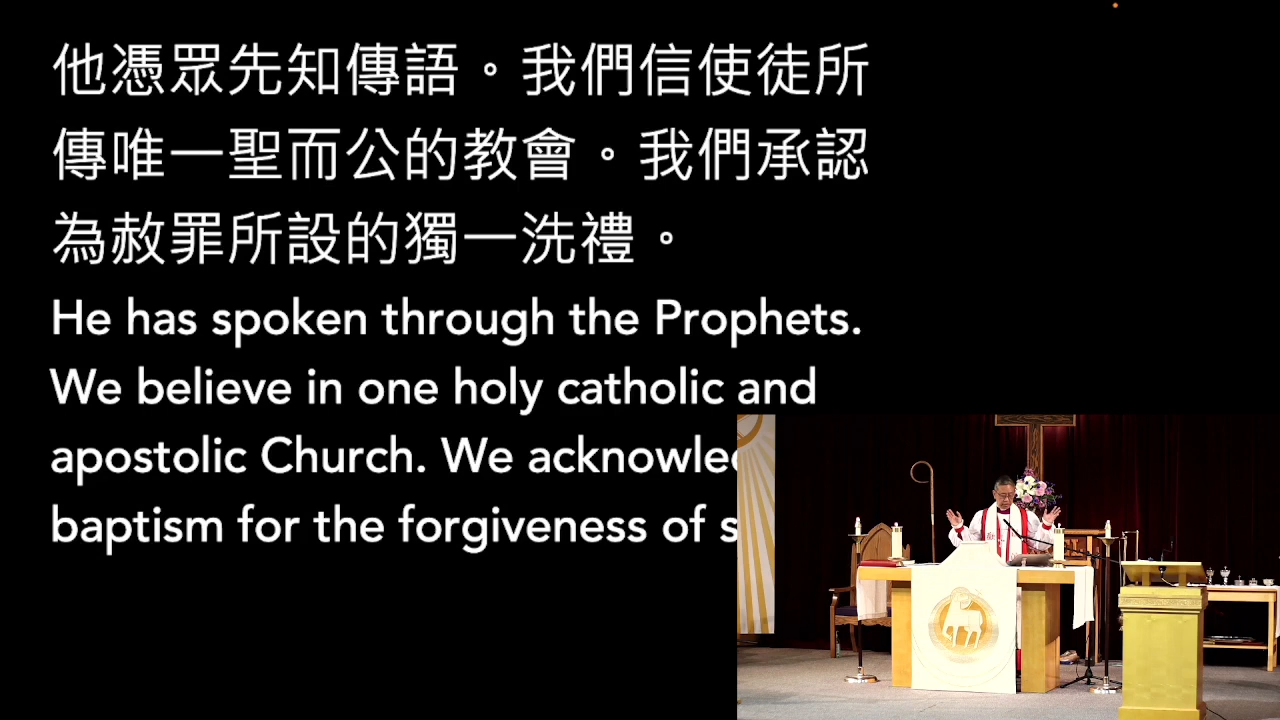 他憑眾先知傳語。我們信使徒所
傳唯一聖而公的教會。我們承認
為赦罪所設的獨一洗禮。
He has spoken through the Prophets.
We believe in one holy catholic and
apostolic Church. We
baptism for the forgiveness of